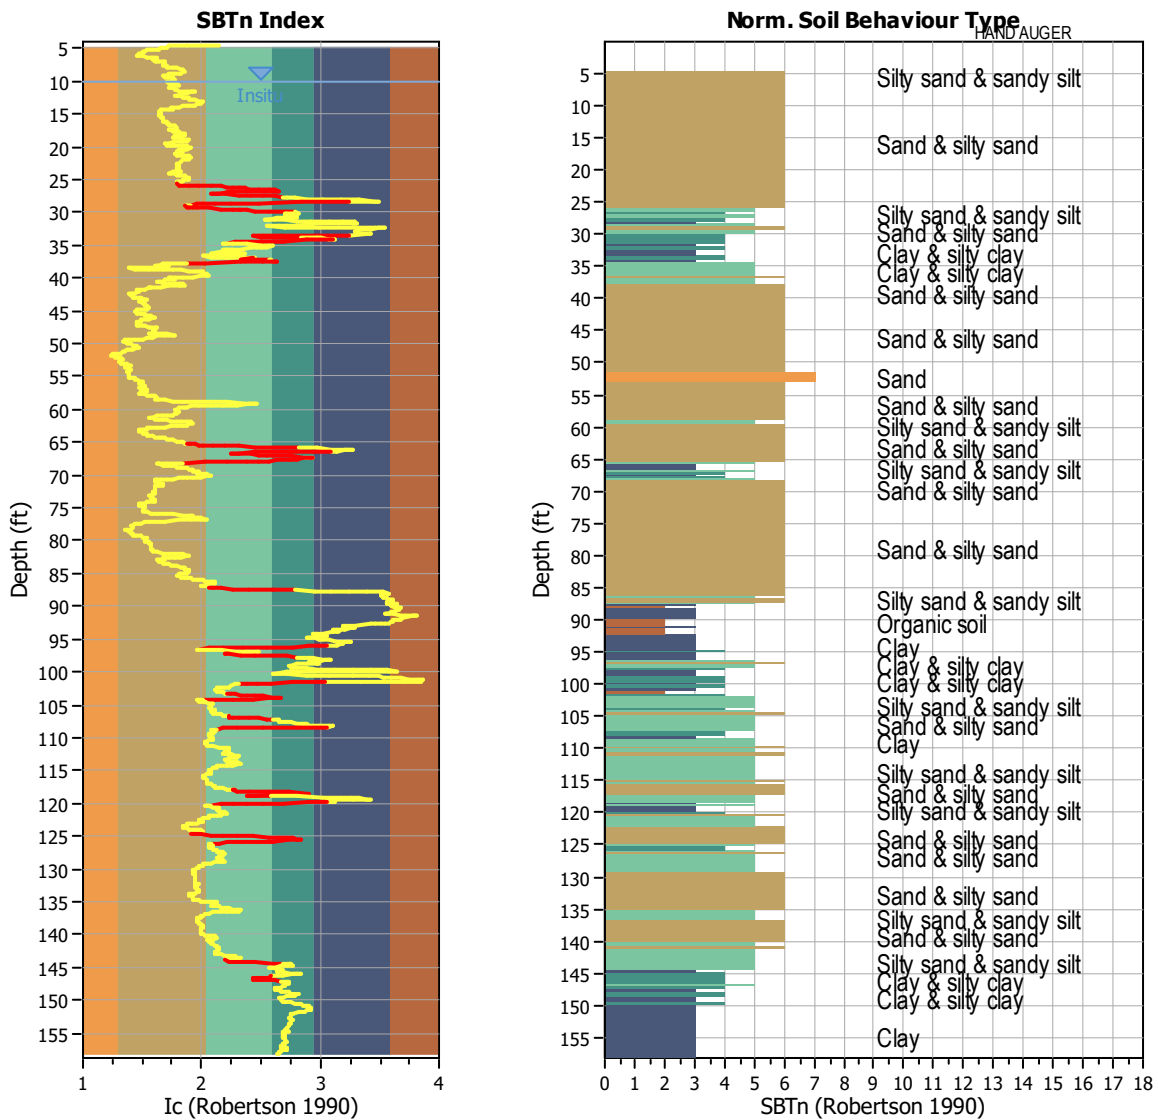 SBTn Index
5
10
15
20
25
30
35
40
45
50
55
60
65
70
75
80
85
90
95
100
105
110
115
120
125
130
135
140
145
150
155
Depth (ft)
Insitu
1
2
3
4
Ic (Robertson 1990)
Norm. Soil Behaviour Type
HAND AUGER
5
10
15
20
25
30
35
40
45
50
55
60
65
70
75
80
85
90
95
100
105
110
115
120
125
130
135
140
145
150
155
Depth (ft)
Silty sand & sandy silt
Sand & silty sand
Silty sand & sandy silt
Sand & silty sand
Clay & silty clay
Clay & silty clay
Sand & silty sand
Sand & silty sand
Sand
Sand & silty sand
Silty sand & sandy silt
Sand & silty sand
Silty sand & sandy silt
Sand & silty sand
Sand & silty sand
Silty sand & sandy silt
Organic soil
Clay
Clay & silty clay
Clay & silty clay
Silty sand & sandy silt
Sand & silty sand
Clay
Silty sand & sandy silt
Sand & silty sand
Silty sand & sandy silt
Sand & silty sand
Sand & silty sand
Sand & silty sand
Silty sand & sandy silt
Sand & silty sand
Silty sand & sandy silt
Clay & silty clay
Clay & silty clay
Clay
0
1
2
3
4
5
6
7
8
9
10
11
12
13
14
15
16
17
18
SBTn (Robertson 1990)